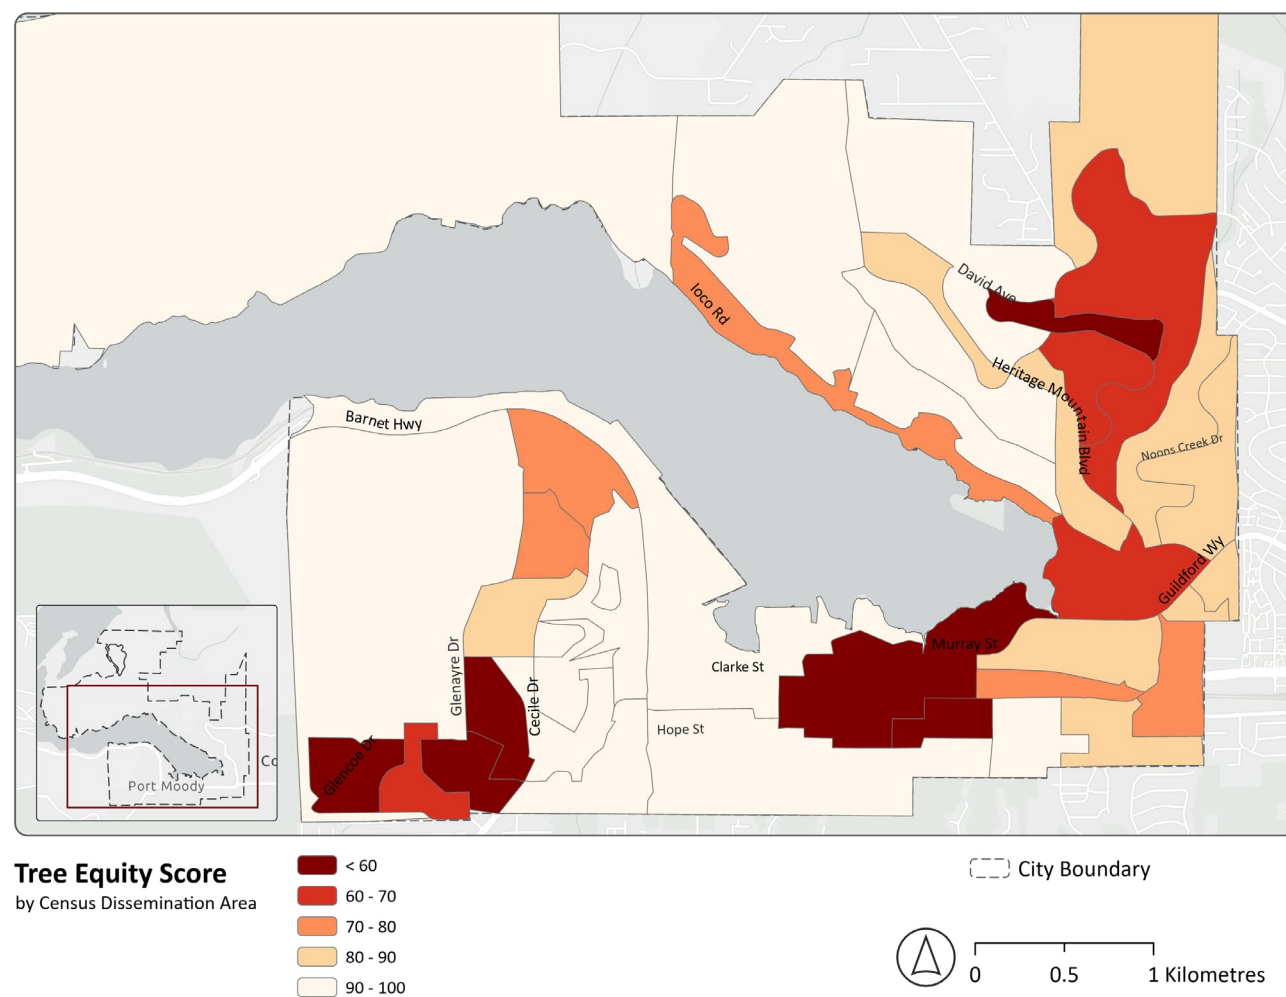 David Ave
Ioco Rd
Heritage Mountain Blvd
Barnet Hwy
Noons Creek Dr
Guildford Wy
Murray St
Clarke St
Glenayre Dr
Cecile Dr
Hope St
Glencoe Dr
Co
Port Moody
Tree Equity Score
by Census Dissemination Area
< 60
60 - 70
70 - 80
80 - 90
90 - 100
City Boundary
0 0.5 1 Kilometres